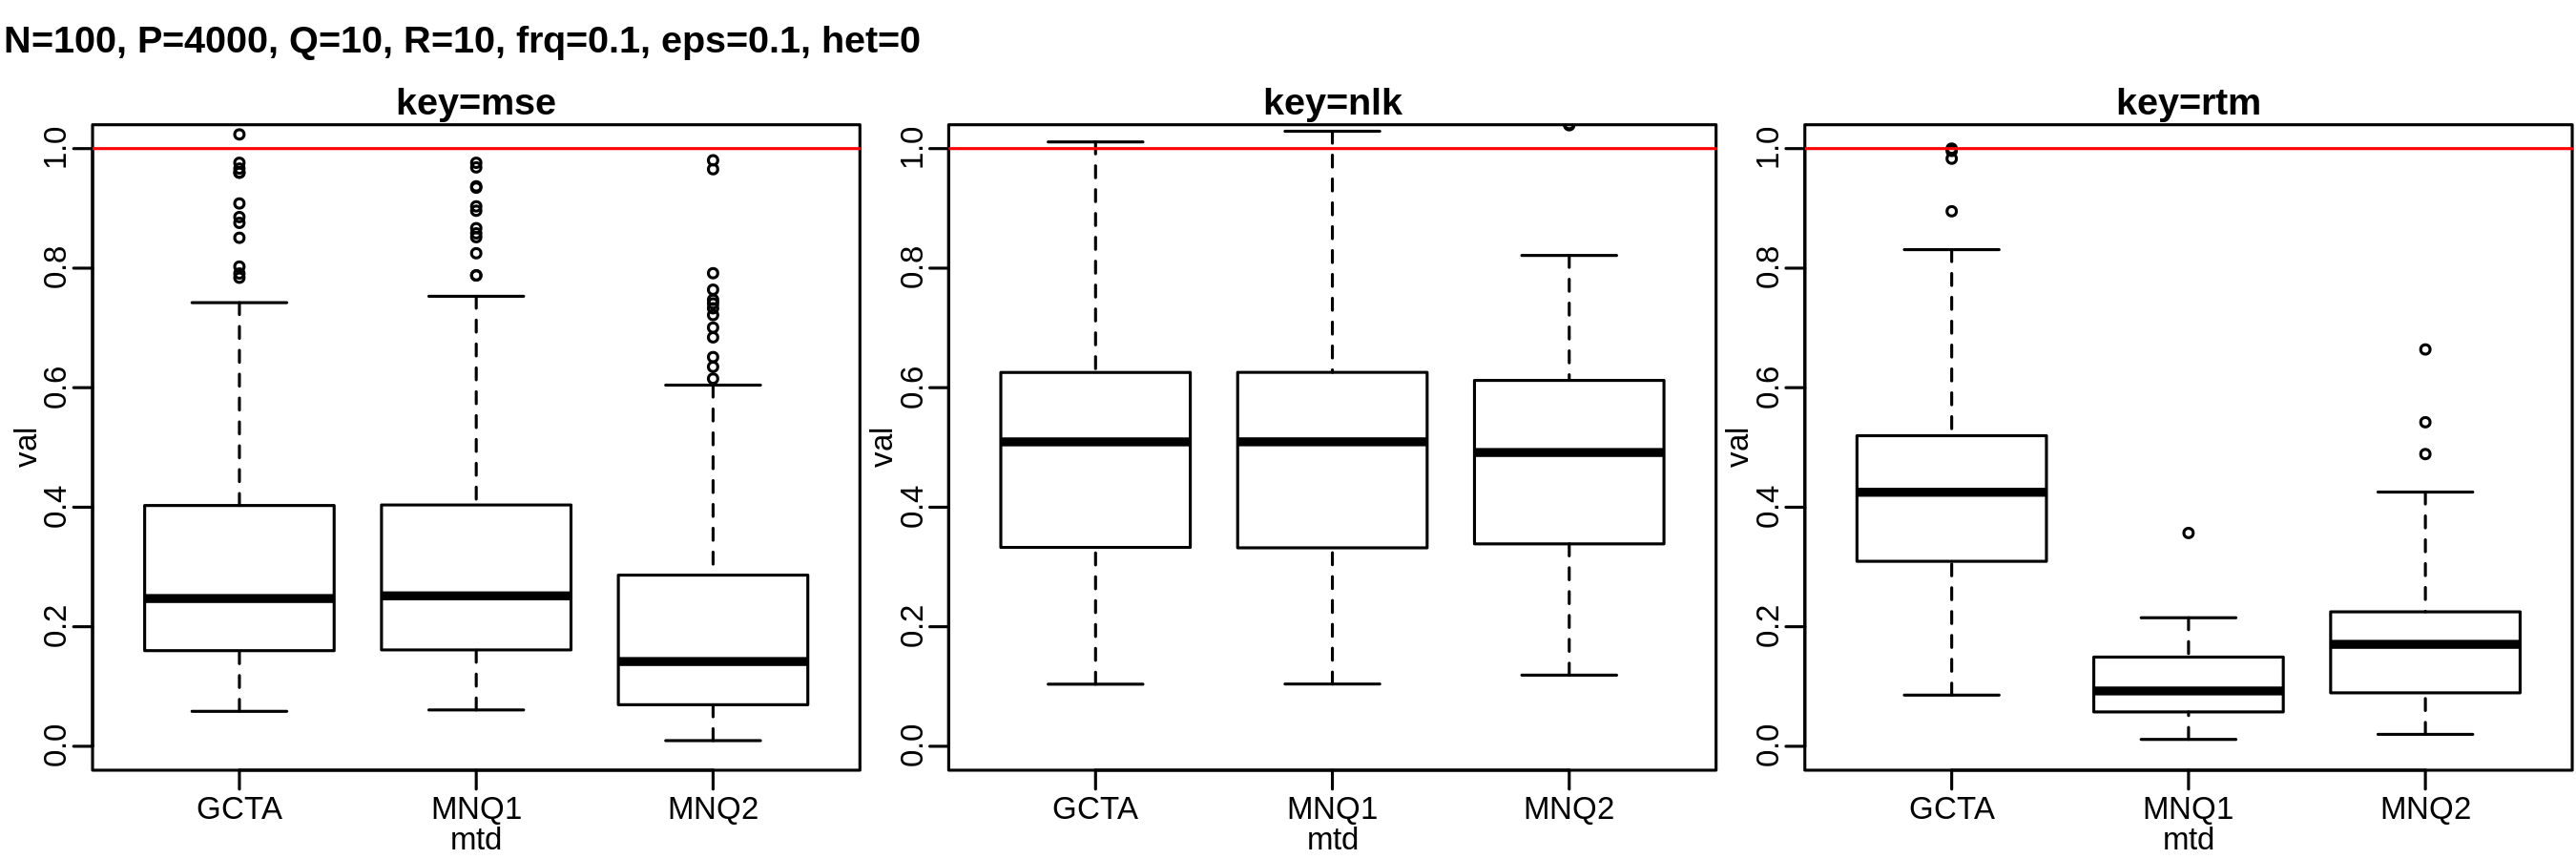 N=100, P=4000, Q=10, R=10, frq=0.1, eps=0.1, het=0
key=mse
val
1.0
0.8
0.6
0.4
0.2
0.0
GCTA MNQ1 MNQ2
mtd
key=nlk
val
1.0
0.8
0.6
0.4
0.2
0.0
GCTA MNQ1 MNQ2
mtd
key=rtm
val
1.0
0.8
0.6
0.4
0.2
0.0
GCTA MNQ1 MNQ2
mtd